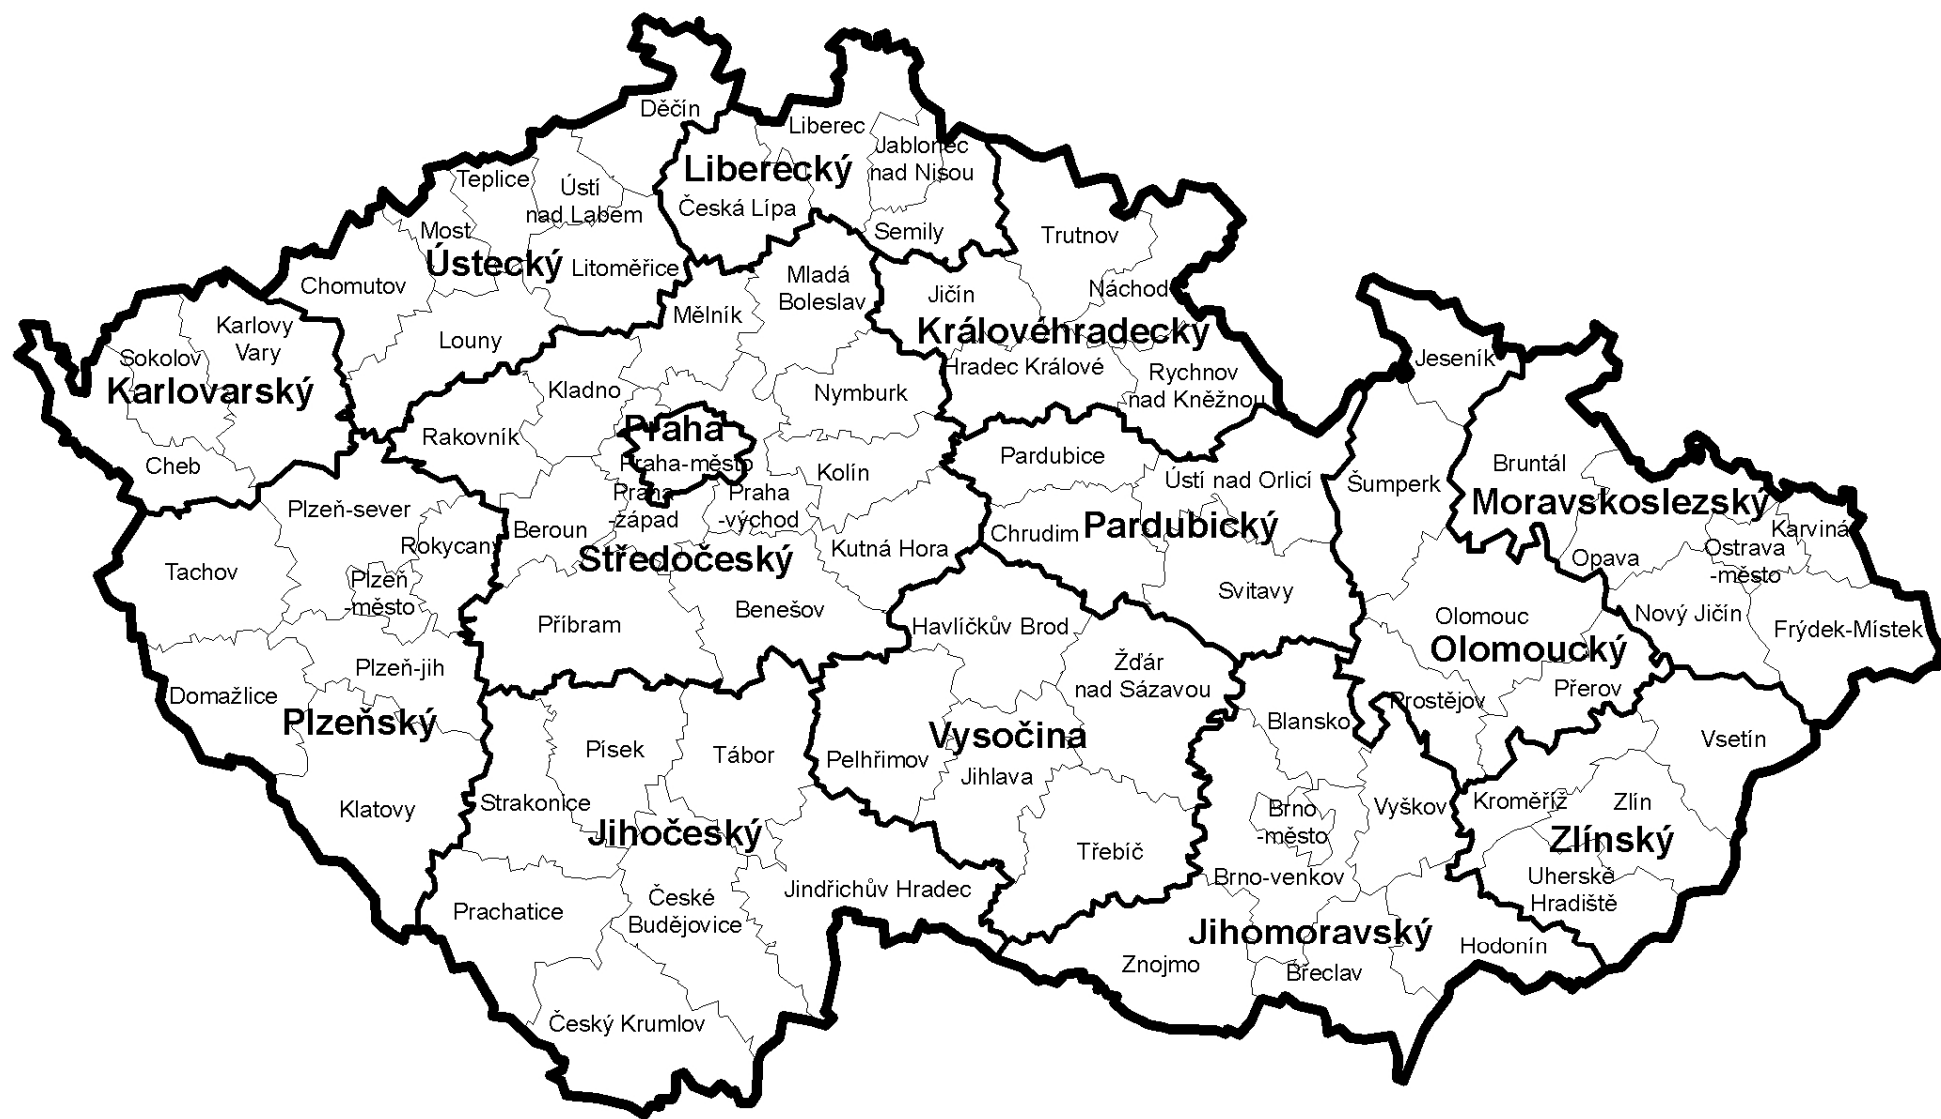 Děčín
Liberec
Jablonec
nad Nisou
Liberecký
Teplice
Ústí
nad Labem
Česká Lípa
Most
Semily
Trutnov
Ústecký
Litoměřice
Chomutov
Mladá
Boleslav
Jičín
Náchod
Mělník
Karlovy
Vary
Louny
Královéhradecký
Sokolov
Karlovarský
Kladno
Nymburk
Hradec Králové
Rychnov
nad Kněžnou
Jeseník
Rakovník
Praha
Praha-město
Cheb
Kolín
Pardubice
Ústí nad Orlicí
Šumperk
Bruntál
Moravskoslezský
Plzeň-sever
Praha
-západ
Praha
-východ
Beroun
Rokycany
Chrudim
Pardubický
Karviná
Ostrava
-město
Opava
Středočeský
Kutná Hora
Tachov
Plzeň
-město
Svitavy
Benešov
Příbram
Havlíčkův Brod
Olomouc
Olomoucký
Nový Jičín
Frýdek-Místek
Plzeň-jih
Žďár
nad Sázavou
Domažlice
Plzeňský
Prostějov
Přerov
Blansko
Vysočina
Vsetín
Písek
Tábor
Pelhřimov
Jihlava
Klatovy
Strakonice
Jihočeský
Brno
-město
Vyškov
Kroměříž
Zlín
Zlínský
Třebíč
Brno-venkov
Uherské
Hradiště
Jindřichův Hradec
Prachatice
České
Budějovice
Jihomoravský
Hodonín
Znojmo
Břeclav
Český Krumlov